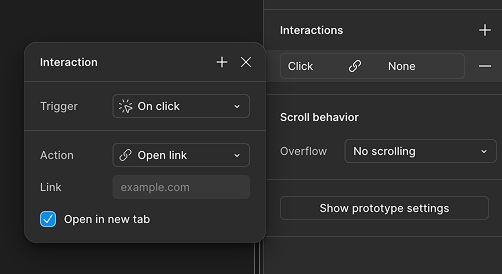 Interactions
Interaction
Click None
Trigger On click
Scroll behavior
Action Open link
Overflow No scrolling
Link example.com
Open in new tab
Show prototype settings